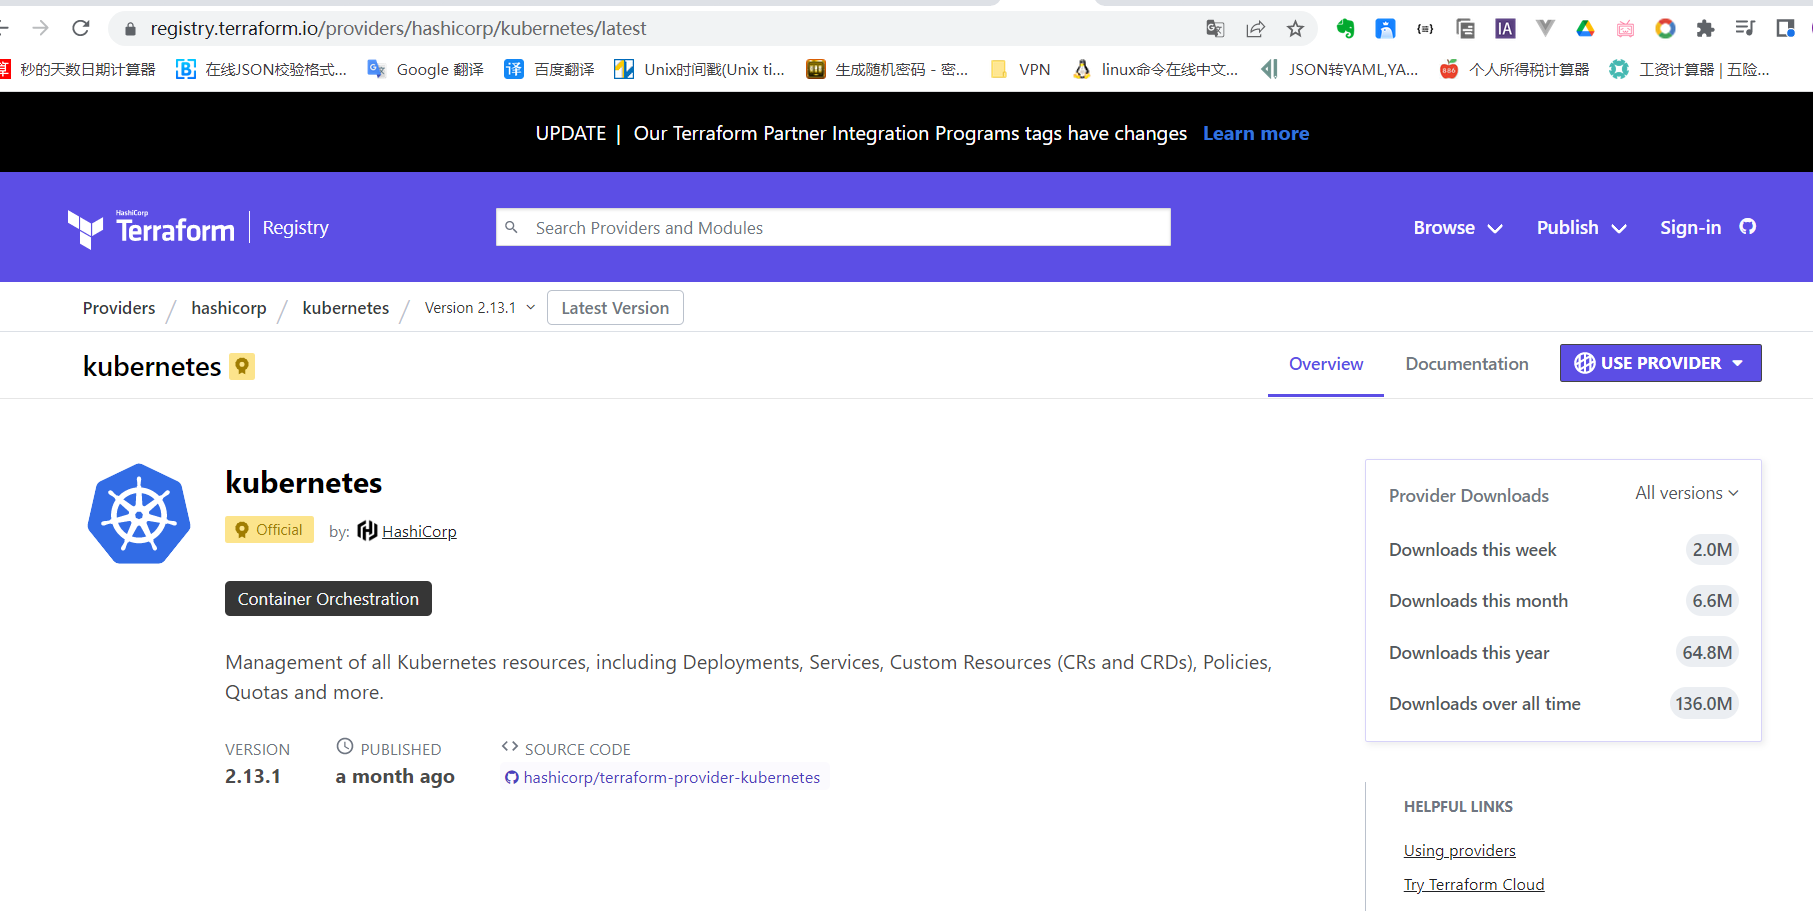 registry.terraform.io/providers/hashicorp/kubernetes/latest
算 秒的天数日期计算器 在线JSON校验格式... Google 翻译 译 百度翻译 Unix时间戳(Unix ti... 生成随机密码 - 密... VPN linux命令在线中文... JSON转YAML,YA... 个人所得税计算器 工资计算器 | 五险...
UPDATE | Our Terraform Partner Integration Programs tags have changes Learn more
HashiCorp
Terraform Registry
Search Providers and Modules
Browse Publish Sign-in
Providers / hashicorp / kubernetes / Version 2.13.1 Latest Version
kubernetes
Overview Documentation USE PROVIDER
kubernetes
Official by: HashiCorp
Container Orchestration
Management of all Kubernetes resources, including Deployments, Services, Custom Resources (CRs and CRDs), Policies,
Quotas and more.
VERSION PUBLISHED <> SOURCE CODE
2.13.1 a month ago hashicorp/terraform-provider-kubernetes
Provider Downloads All versions
Downloads this week 2.0M
Downloads this month 6.6M
Downloads this year 64.8M
Downloads over all time 136.0M
HELPFUL LINKS
Using providers
Try Terraform Cloud